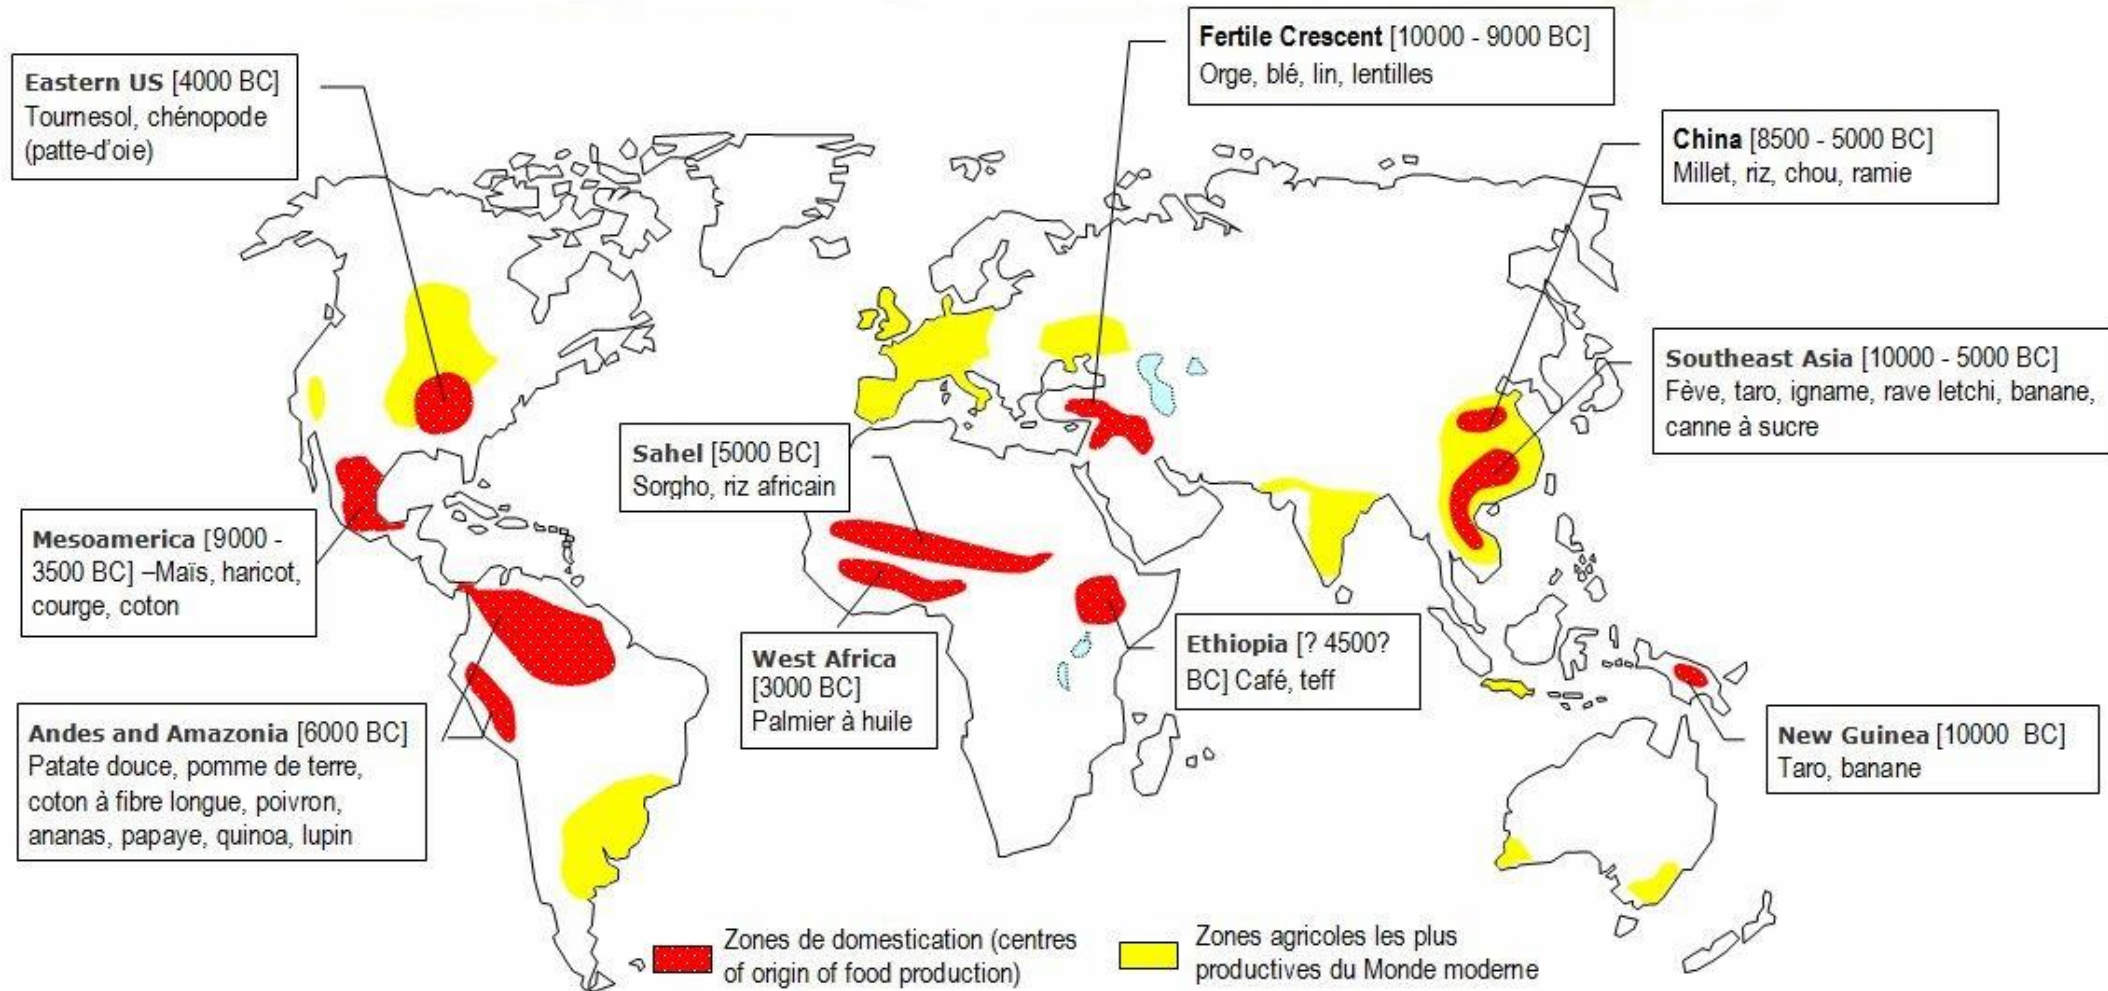 Fertile Crescent [10000 - 9000 BC]
Orge, blé, lin, lentilles
Eastern US [4000 BC]
Tournesol, chénopode
(patte-d'oie)
China [8500 - 5000 BC]
Millet, riz, chou, ramie
Southeast Asia [10000 - 5000 BC]
Fève, taro, igname, rave letchi, banane,
canne à sucre
Sahel [5000 BC]
Sorgho, riz africain
Mesoamerica [9000 -
3500 BC] –Maïs, haricot,
courge, coton
West Africa
[3000 BC]
Palmier à huile
Ethiopia [? 4500?
BC] Café, teff
Andes and Amazonia [6000 BC]
Patate douce, pomme de terre,
coton à fibre longue, poivron,
ananas, papaye, quinoa, lupin
New Guinea [10000 BC]
Taro, banane
Zones de domestication (centres
of origin of food production)
Zones agricoles les plus
productives du Monde moderne